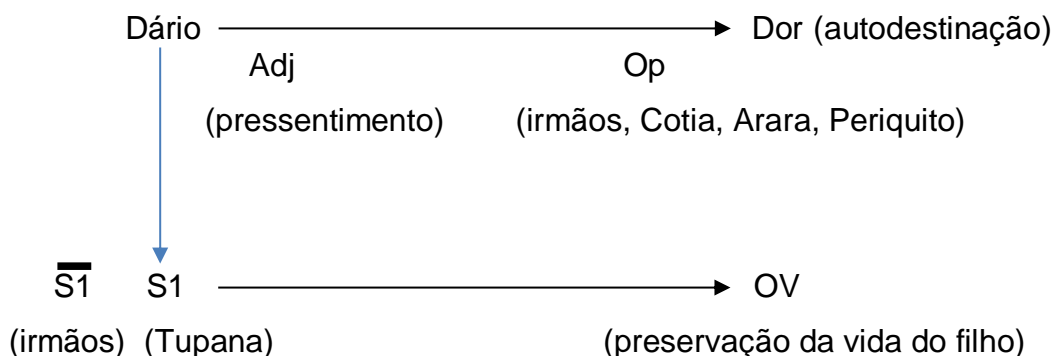 Dário Dor (autodestinação)
Adj Op
(pressentimento) (irmãos, Cotia, Arara, Periquito)
S1 S1 OV
(irmãos) (Tupana) (preservação da vida do filho)